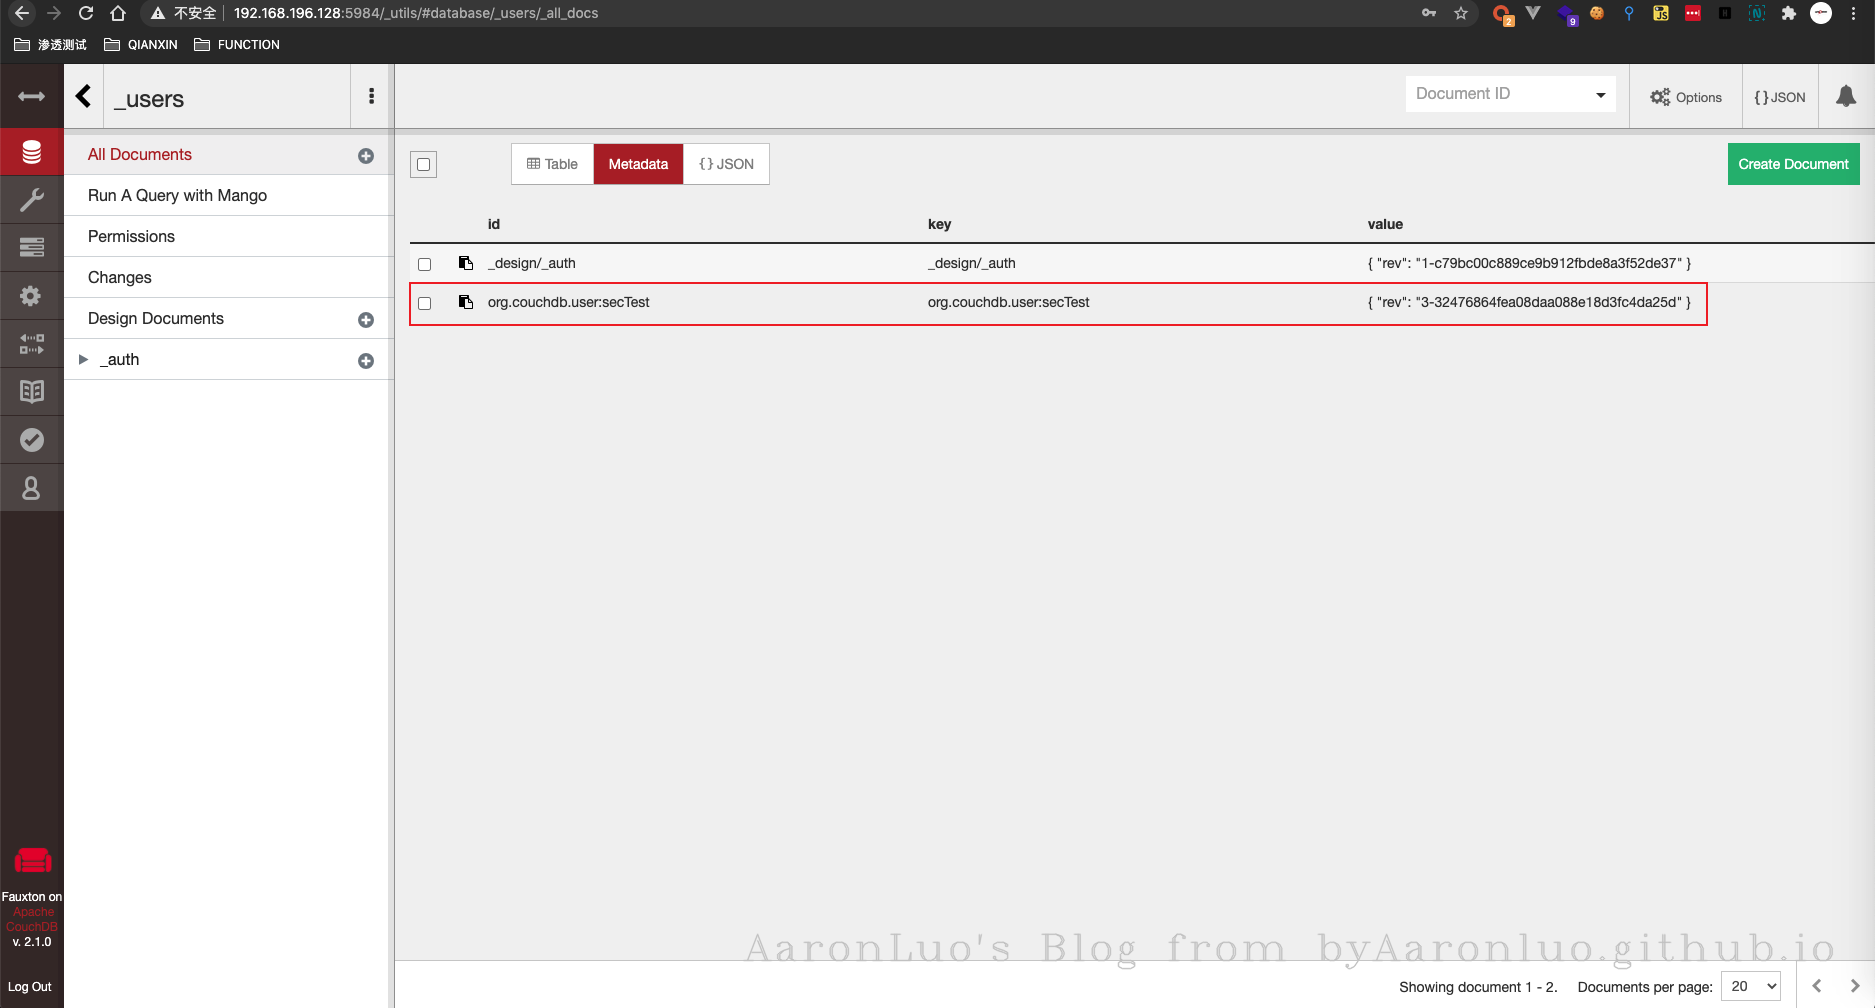 不安全 192.168.196.128:5984/_utils/#database/_users/_all_docs
2 9 JS N
渗透测试 QIANXIN FUNCTION
_users
Document ID
Options
{ } JSON
All Documents
Run A Query with Mango
Permissions
Changes
Design Documents
_auth
Table Metadata { } JSON
Create Document
id key value
_design/_auth _design/_auth { "rev": "1-c79bc00c889ce9b912fbde8a3f52de37" }
org.couchdb.user:secTest org.couchdb.user:secTest { "rev": "3-32476864fea08daa088e18d3fc4da25d" }
Fauxton on
Apache
CouchDB
v. 2.1.0
Log Out
AaronLuo's Blog from byAaronluo.github.io
Showing document 1 - 2. Documents per page: 20